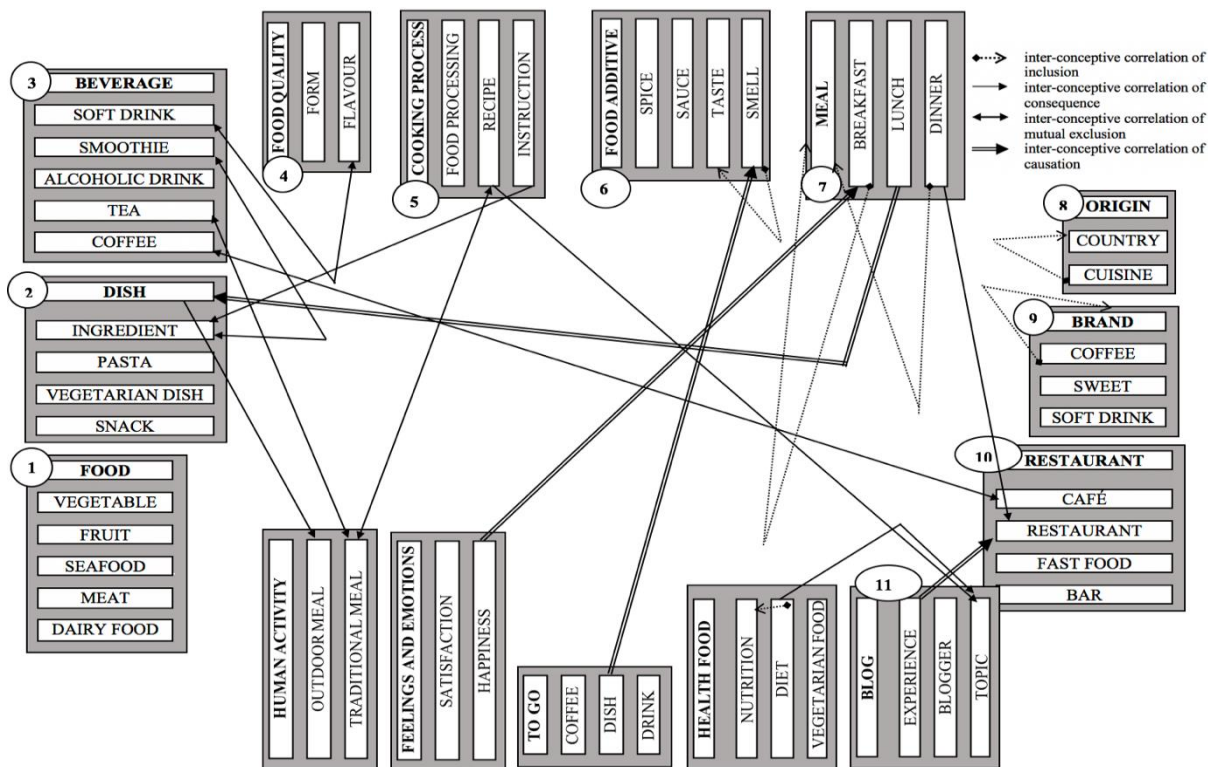 3
BEVERAGE
SOFT DRINK
SMOOTHIE
ALCOHOLIC DRINK
TEA
COFFEE
2
DISH
INGREDIENT
PASTA
VEGETARIAN DISH
SNACK
1
FOOD
VEGETABLE
FRUIT
SEAFOOD
MEAT
DAIRY FOOD
FOOD QUALITY
FORM
FLAVOUR
4
COOKING PROCESS
FOOD PROCESSING
RECIPE
INSTRUCTION
5
FOOD ADDITIVE
SPICE
SAUCE
TASTE
SMELL
6
MEAL
BREAKFAST
LUNCH
DINNER
7
inter-conceptive correlation of
inclusion
inter-conceptive correlation of
consequence
inter-conceptive correlation of
mutual exclusion
inter-conceptive correlation of
causation
8
ORIGIN
COUNTRY
CUISINE
9
BRAND
COFFEE
SWEET
SOFT DRINK
10
RESTAURANT
CAFÉ
RESTAURANT
FAST FOOD
BAR
HUMAN ACTIVITY
OUTDOOR MEAL
TRADITIONAL MEAL
FEELINGS AND EMOTIONS
SATISFACTION
HAPPINESS
TO GO
COFFEE
DISH
DRINK
HEALTH FOOD
NUTRITION
DIET
VEGETARIAN FOOD
11
BLOG
EXPERIENCE
BLOGGER
TOPIC